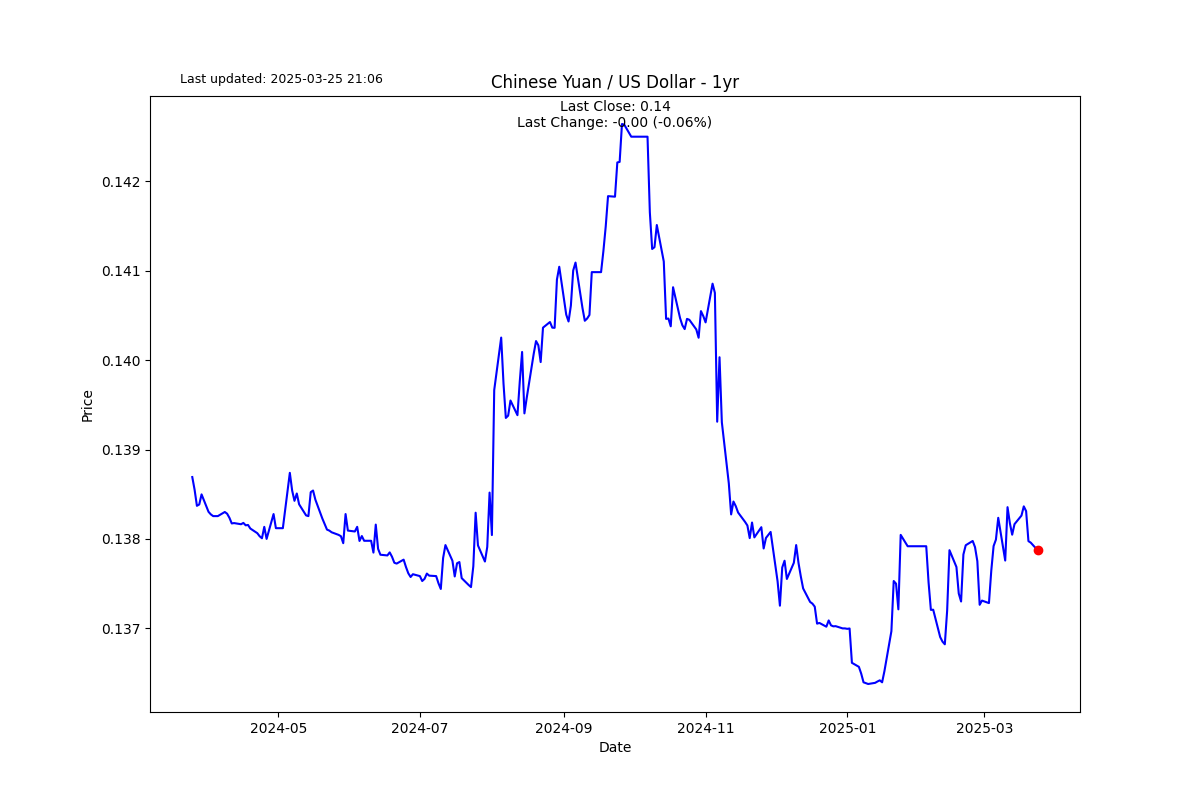 Last updated: 2025-03-25 21:06
Chinese Yuan / US Dollar - 1yr
Last Close: 0.14
Last Change: -0.00 (-0.06%)
0.142
0.141
0.140
0.139
0.138
0.137
Price
2024-05
2024-07
2024-09
2024-11
2025-01
2025-03
Date